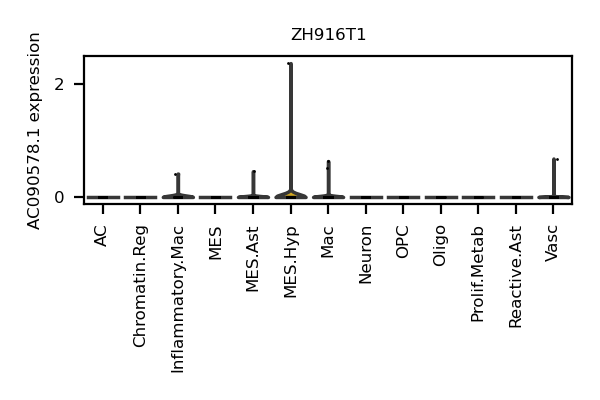 ZH916T1
AC090578.1 expression
2
0
AC
Chromatin.Reg
Inflammatory.Mac
MES
MES.Ast
MES.Hyp
Mac
Neuron
OPC
Oligo
Prolif.Metab
Reactive.Ast
Vasc